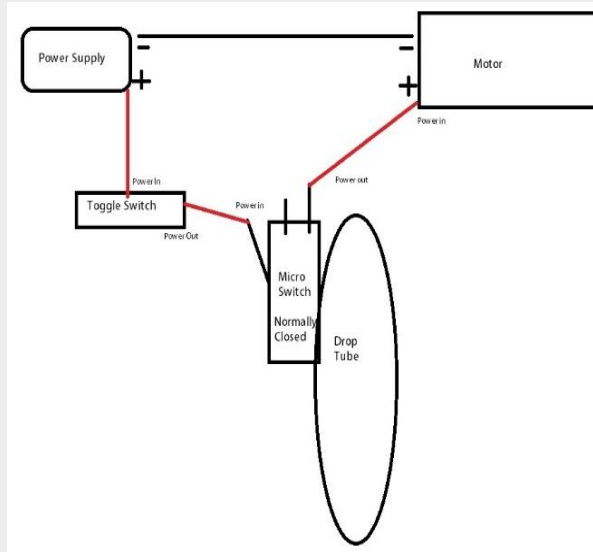 Power Supply
-
+
-
+
Motor
Power in
Power In
Toggle Switch
Power Out
Power in
Power out
Micro
Switch
Normally
Closed
Drop
Tube